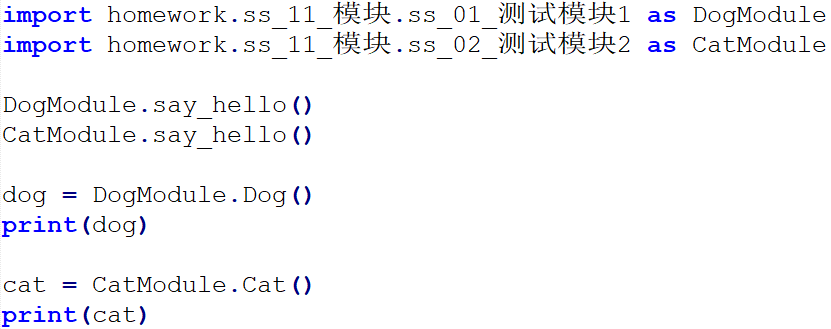 import homework.ss_11_模块.ss_01_测试模块1 as DogModule
import homework.ss_11_模块.ss_02_测试模块2 as CatModule
DogModule.say_hello()
CatModule.say_hello()
dog = DogModule.Dog()
print(dog)
cat = CatModule.Cat()
print(cat)